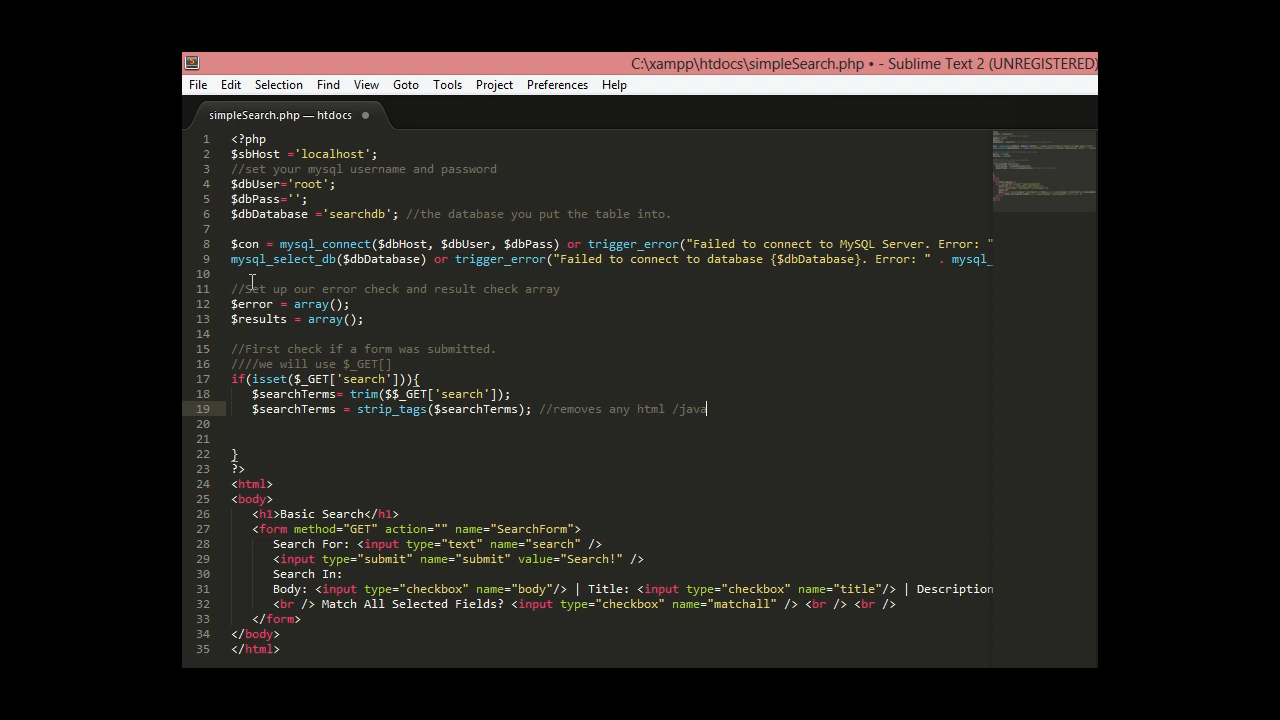 C:\xampp\htdocs\simpleSearch.php • - Sublime Text 2 (UNREGISTERED)
File Edit Selection Find View Goto Tools Project Preferences Help
simpleSearch.php — htdocs
1 <?php
2 $sbHost ='localhost';
3 //set your mysql username and password
4 $dbUser='root';
5 $dbPass='';
6 $dbDatabase ='searchdb'; //the database you put the table into.
7
8 $con = mysql_connect($dbHost, $dbUser, $dbPass) or trigger_error("Failed to connect to MySQL Server. Error: "
9 mysql_select_db($dbDatabase) or trigger_error("Failed to connect to database {$dbDatabase}. Error: " . mysql_
10
11 //Set up our error check and result check array
12 $error = array();
13 $results = array();
14
15 //First check if a form was submitted.
16 ////we will use $_GET[]
17 if(isset($_GET['search'])){
18 $searchTerms= trim($$_GET['search']);
19 $searchTerms = strip_tags($searchTerms); //removes any html /java
20
21
22 }
23 ?>
24 <html>
25 <body>
26 <h1>Basic Search</h1>
27 <form method="GET" action="" name="SearchForm">
28 Search For: <input type="text" name="search" />
29 <input type="submit" name="submit" value="Search!" />
30 Search In:
31 Body: <input type="checkbox" name="body"/> | Title: <input type="checkbox" name="title"/> | Description
32 <br /> Match All Selected Fields? <input type="checkbox" name="matchall" /> <br /> <br />
33 </form>
34 </body>
35 </html>